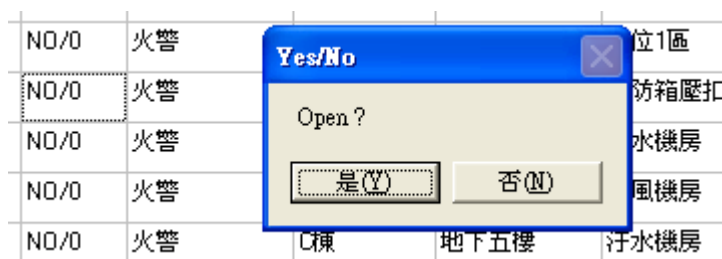 NO/0 火警 位1區
Yes/No
NO/0 火警 防箱壓扣
Open?
NO/0 火警 水機房
是(Y) 否(N)
NO/0 火警 風機房
NO/0 火警 C棟 地下五樓 汙水機房